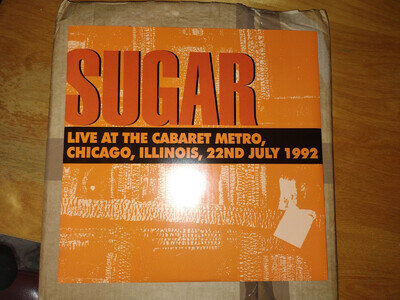 SUGAR
LIVE AT THE CABARET METRO,
CHICAGO, ILLINOIS, 22ND JULY 1992